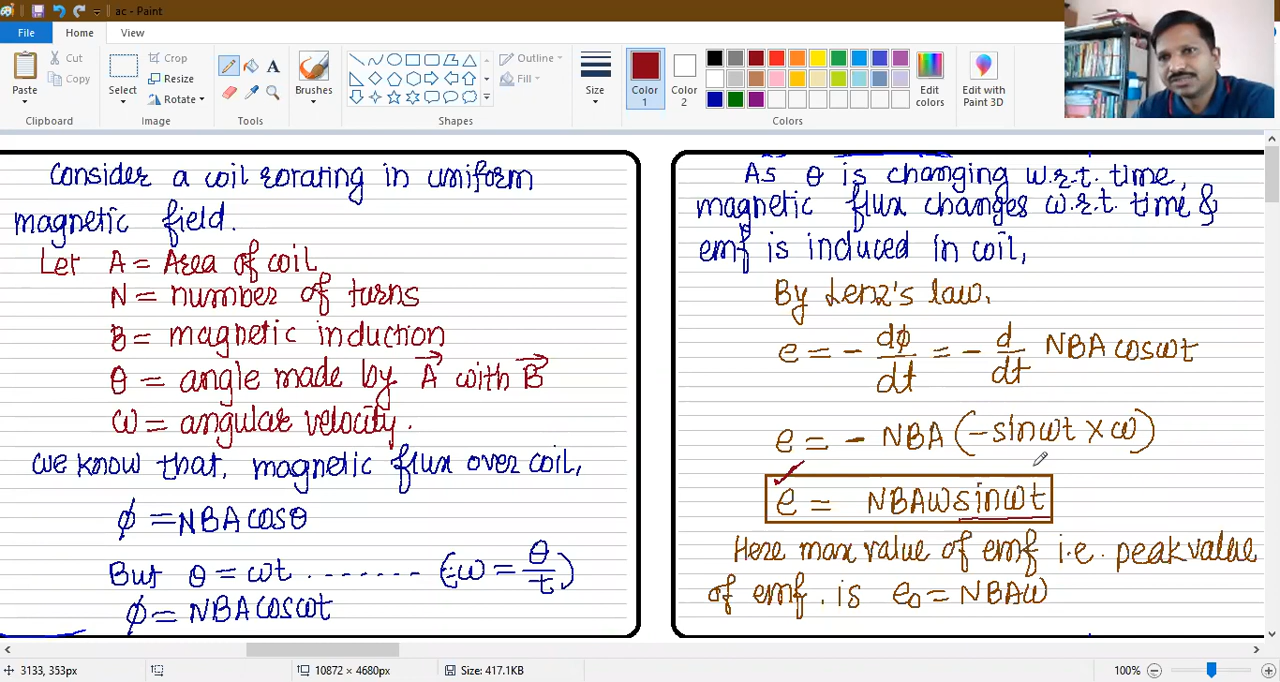 ac - Paint
File
Home
View
Cut
Copy
Paste
Clipboard
Crop
Resize
Rotate
Select
Image
Tools
Brushes
Shapes
Outline
Fill
Size
Color 1
Color 2
Edit colors
Edit with Paint 3D
Colors
Consider a coil rorating in uniform
magnetic field.
Let A = Area of coil,
N = number of turns
B = magnetic induction
θ = angle made by A⃗ with B⃗
ω = angular velocity.
we know that, magnetic flux over coil,
ϕ = NBA cosθ
But θ = ωt ........ (∵ω = θ/t)
ϕ = NBA cosωt
As θ is changing w.r.t. time,
magnetic flux changes w.r.t. time &
emf is induced in coil,
By Lenz's law,
e = - dϕ/dt = - d/dt NBA cosωt
e = - NBA (-sinωt × ω)
e = NBAω sinωt
Here max value of emf i.e. peak value
of emf. is e₀ = NBAω
3133, 353px
10872 × 4680px
Size: 417.1KB
100%